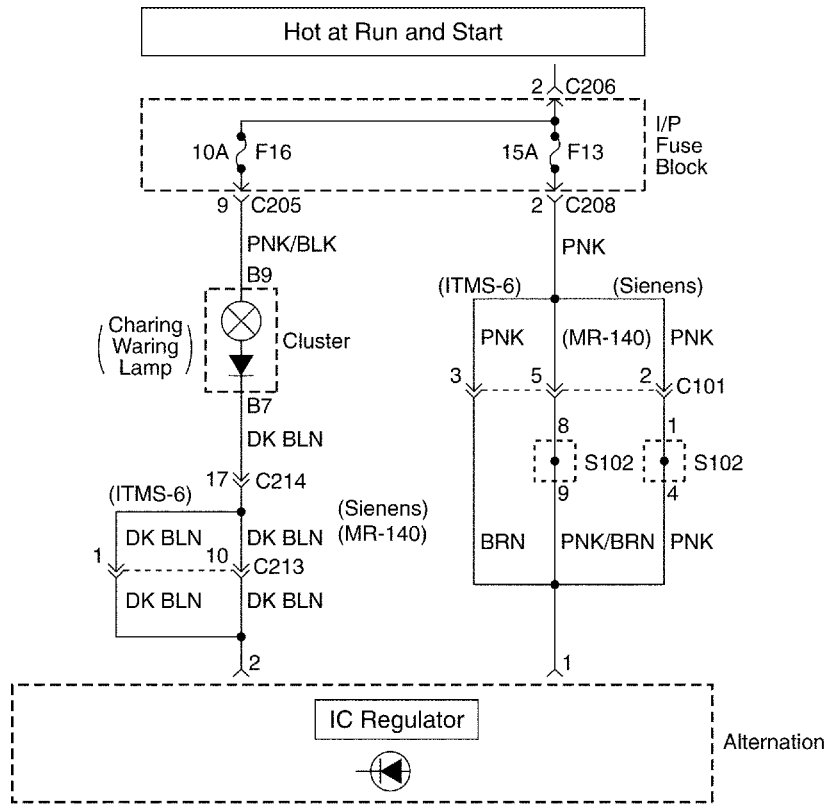 Hot at Run and Start
2 C206
10A F16
15A F13
I/P
Fuse
Block
9 C205
2 C208
PNK/BLK
PNK
B9
(ITMS-6)
(Sienens)
(Charing
Waring
Lamp)
Cluster
PNK
(MR-140)
PNK
3
5
2
C101
B7
8
1
DK BLN
S102
S102
17 C214
9
4
(ITMS-6)
(Sienens)
(MR-140)
DK BLN
DK BLN
BRN
PNK/BRN
PNK
1
10
C213
DK BLN
DK BLN
2
1
IC Regulator
Alternation